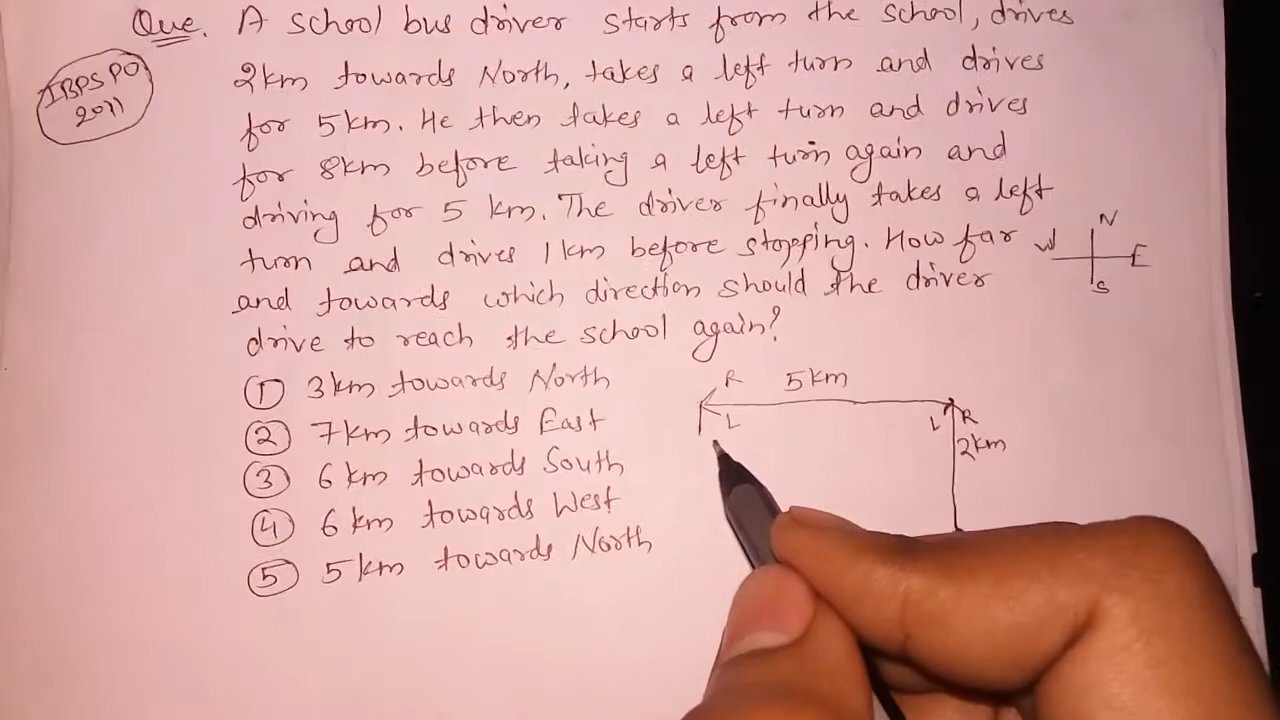 Que. A school bus driver starts from the school, drives
IBPS PO
2011
2km towards North, takes a left turn and drives
for 5km. He then takes a left turn and drives
for 8km before taking a left turn again and
driving for 5 km. The driver finally takes a left
turn and drives 1km before stopping. How far
and towards which direction should the driver
drive to reach the school again?
N
W E
S
① 3km towards North
② 7km towards East
③ 6 km towards South
④ 6 km towards West
⑤ 5km towards North
R 5km
L
L R
2km